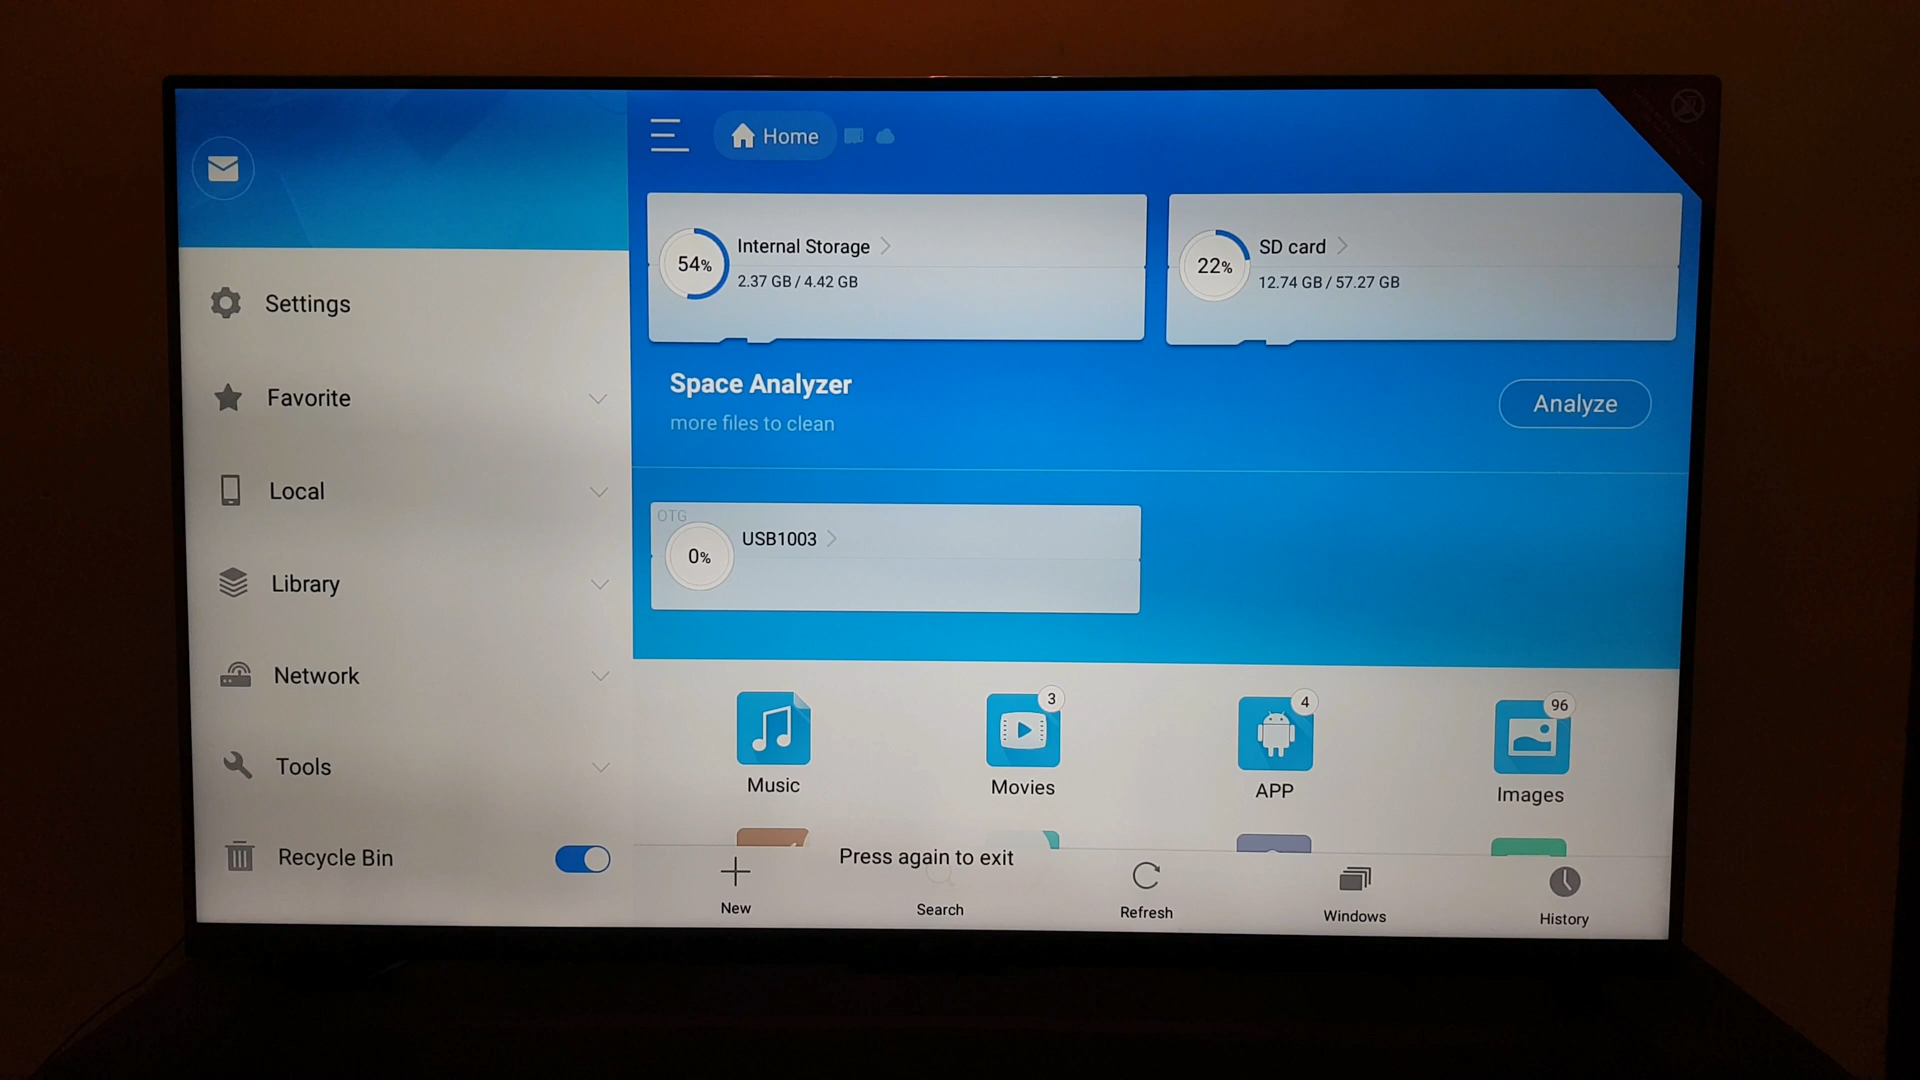 Home
Settings
Favorite
Local
Library
Network
Tools
Recycle Bin
54%
Internal Storage
2.37 GB / 4.42 GB
22%
SD card
12.74 GB / 57.27 GB
Space Analyzer
more files to clean
Analyze
OTG
0%
USB1003
Music
3
Movies
4
APP
96
Images
Press again to exit
New
Search
Refresh
Windows
History